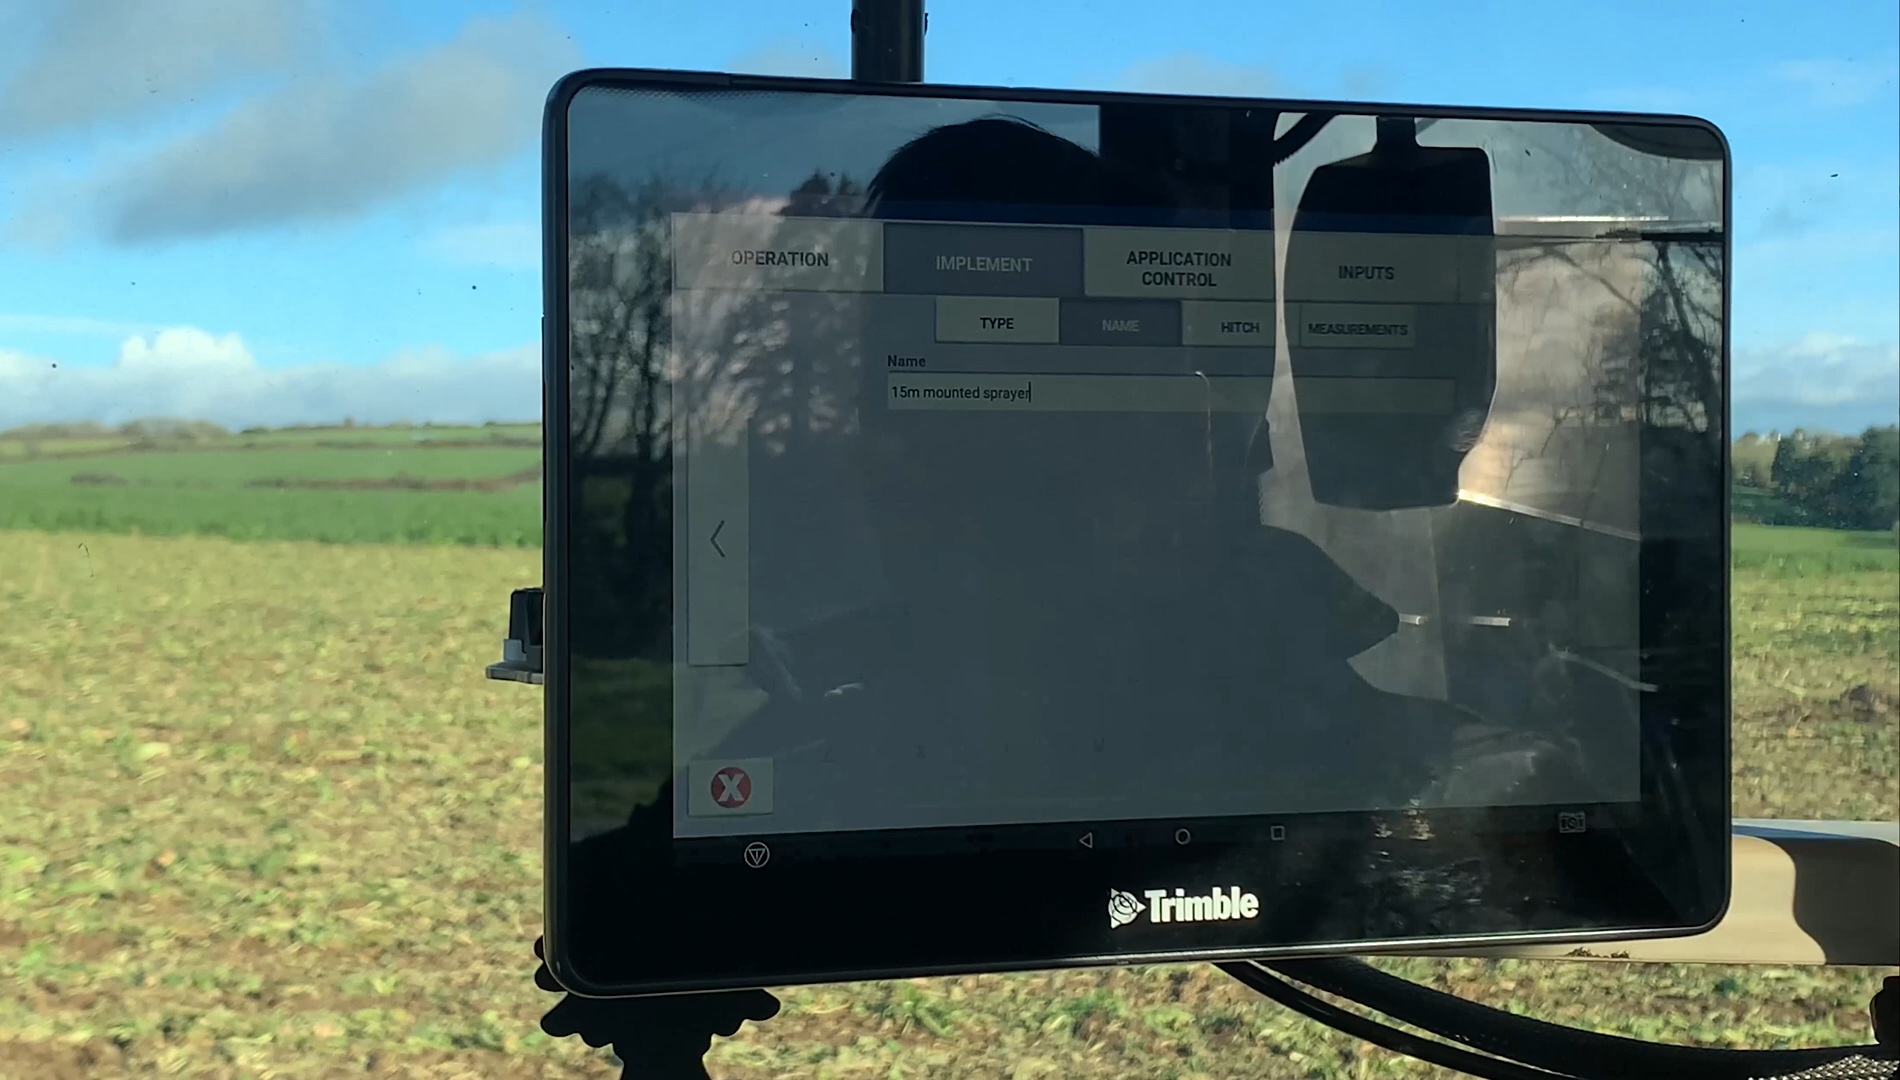 OPERATION
IMPLEMENT
APPLICATION
CONTROL
INPUTS
TYPE
NAME
HITCH
MEASUREMENTS
Name
15m mounted sprayer
X
Trimble